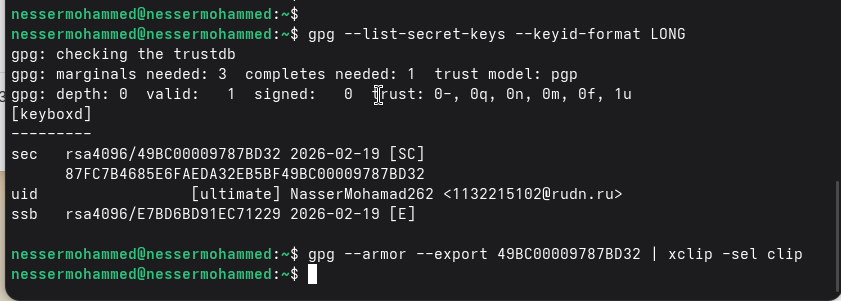 nessermohammed@nessermohammed:~$
nessermohammed@nessermohammed:~$ gpg --list-secret-keys --keyid-format LONG
gpg: checking the trustdb
gpg: marginals needed: 3  completes needed: 1  trust model: pgp
gpg: depth: 0  valid:   1  signed:   0  trust: 0-, 0q, 0n, 0m, 0f, 1u
[keyboxd]
---------
sec   rsa4096/49BC00009787BD32 2026-02-19 [SC]
      87FC7B4685E6FAEDA32EB5BF49BC00009787BD32
uid                 [ultimate] NasserMohamad262 <1132215102@rudn.ru>
ssb   rsa4096/E7BD6BD91EC71229 2026-02-19 [E]

nessermohammed@nessermohammed:~$ gpg --armor --export 49BC00009787BD32 | xclip -sel clip
nessermohammed@nessermohammed:~$